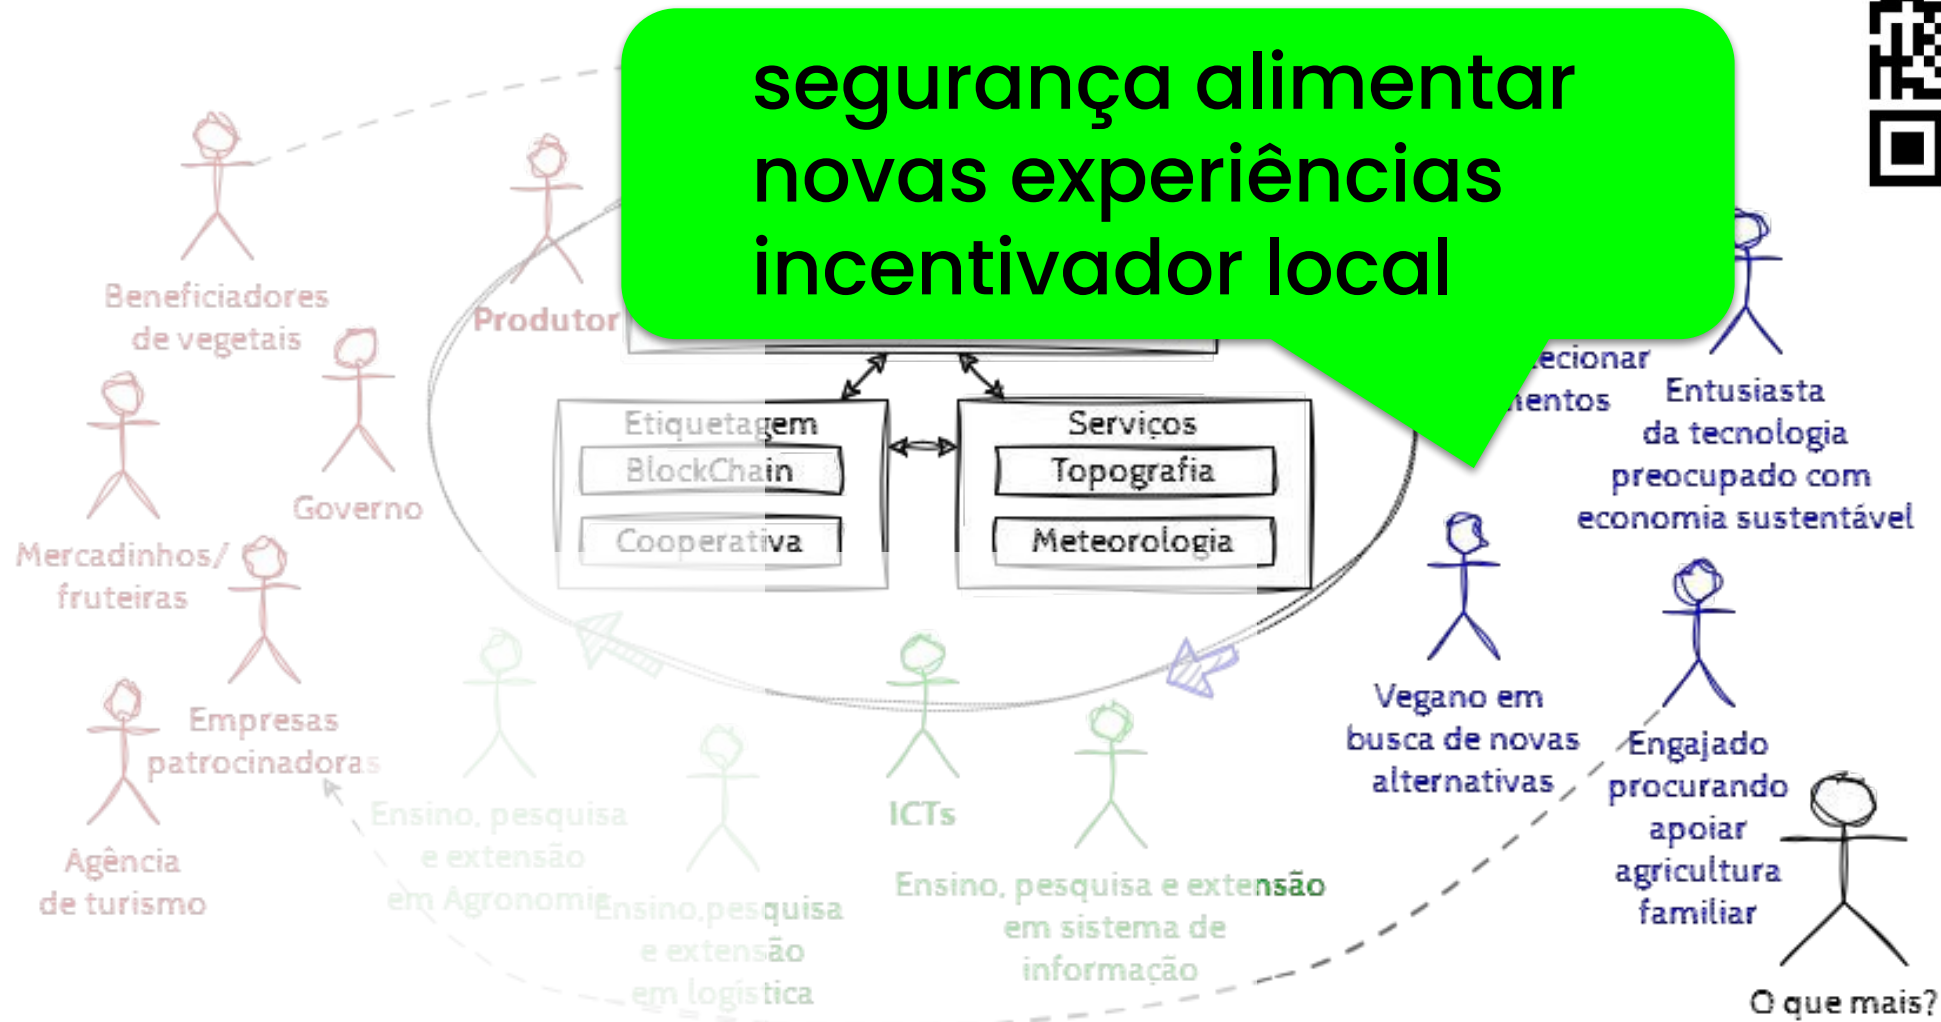 segurança alimentar
novas experiências
incentivador local
Beneficiadores
de vegetais
Produtor
Governo
Mercadinhos/
fruteiras
Empresas
patrocinadoras
Agência
de turismo
Etiquetagem
BlockChain
Cooperativa
Serviços
Topografia
Meteorologia
Ensino, pesquisa
e extensão
em Agronomia
Ensino,pesquisa
e extensão
em logística
ICTs
Ensino, pesquisa e extensão
em sistema de
informação
Entusiasta
da tecnologia
preocupado com
economia sustentável
Vegano em
busca de novas
alternativas
Engajado
procurando
apoiar
agricultura
familiar
O que mais?